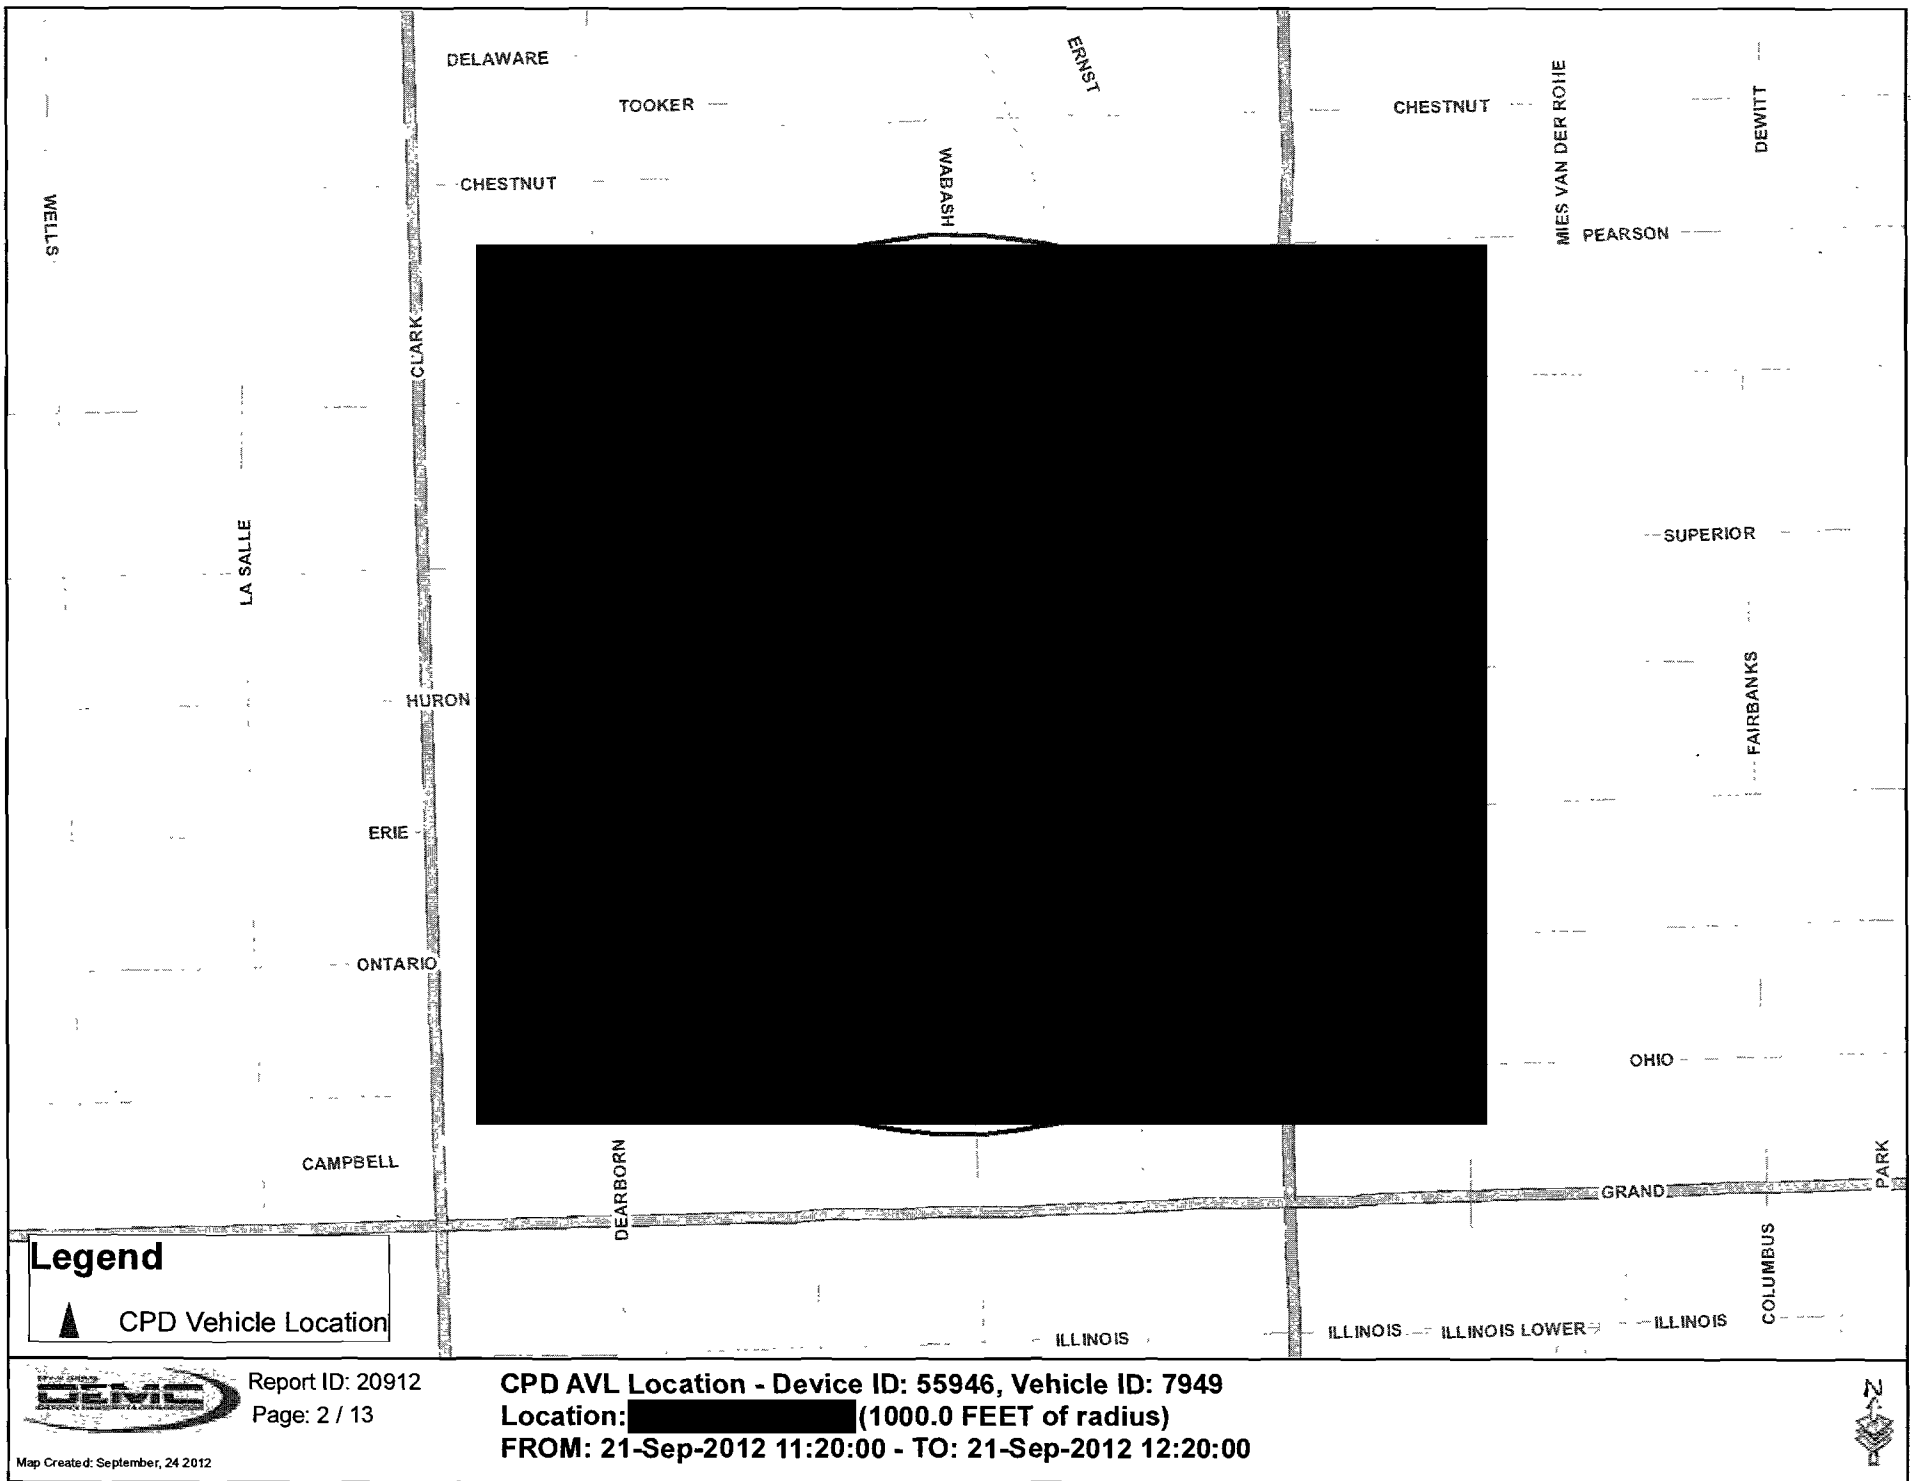 DELAWARE
ERNST
TOOKER
CHESTNUT
MIES VAN DER ROHE
DEWITT
WABASH
CHESTNUT
WELLS
PEARSON
CLARK
LA SALLE
SUPERIOR
HURON
FAIRBANKS
ERIE
ONTARIO
OHIO
CAMPBELL
DEARBORN
PARK
GRAND
COLUMBUS
ILLINOIS
ILLINOIS
ILLINOIS LOWER
ILLINOIS
Legend
CPD Vehicle Location
OEMC
Report ID: 20912
Page: 2 / 13
Map Created: September, 24 2012
CPD AVL Location - Device ID: 55946, Vehicle ID: 7949
Location: (1000.0 FEET of radius)
FROM: 21-Sep-2012 11:20:00 - TO: 21-Sep-2012 12:20:00
N